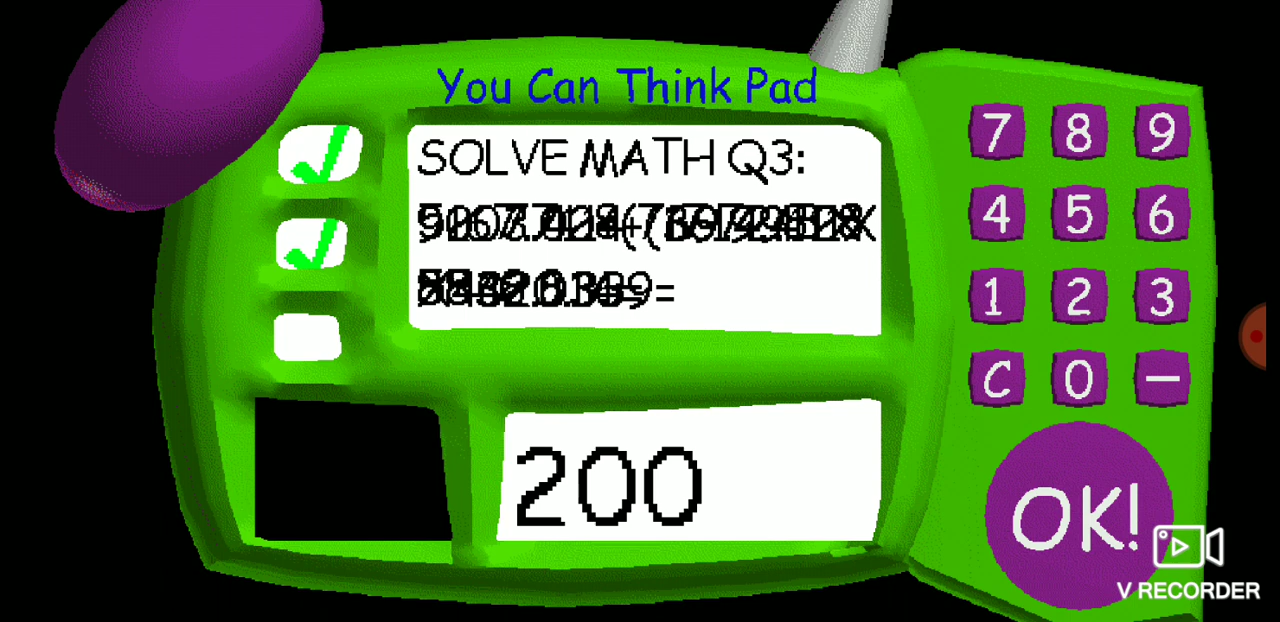 You Can Think Pad
SOLVE MATH Q3:
200
7 8 9
4 5 6
1 2 3
C 0 −
OK!
V RECORDER